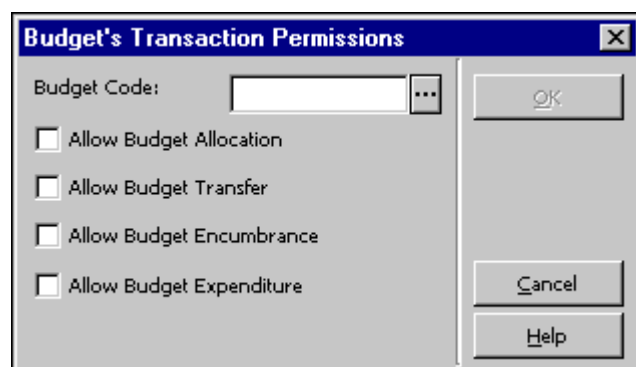 Budget's Transaction Permissions
Budget Code:
...
OK
Allow Budget Allocation
Allow Budget Transfer
Allow Budget Encumbrance
Allow Budget Expenditure
Cancel
Help